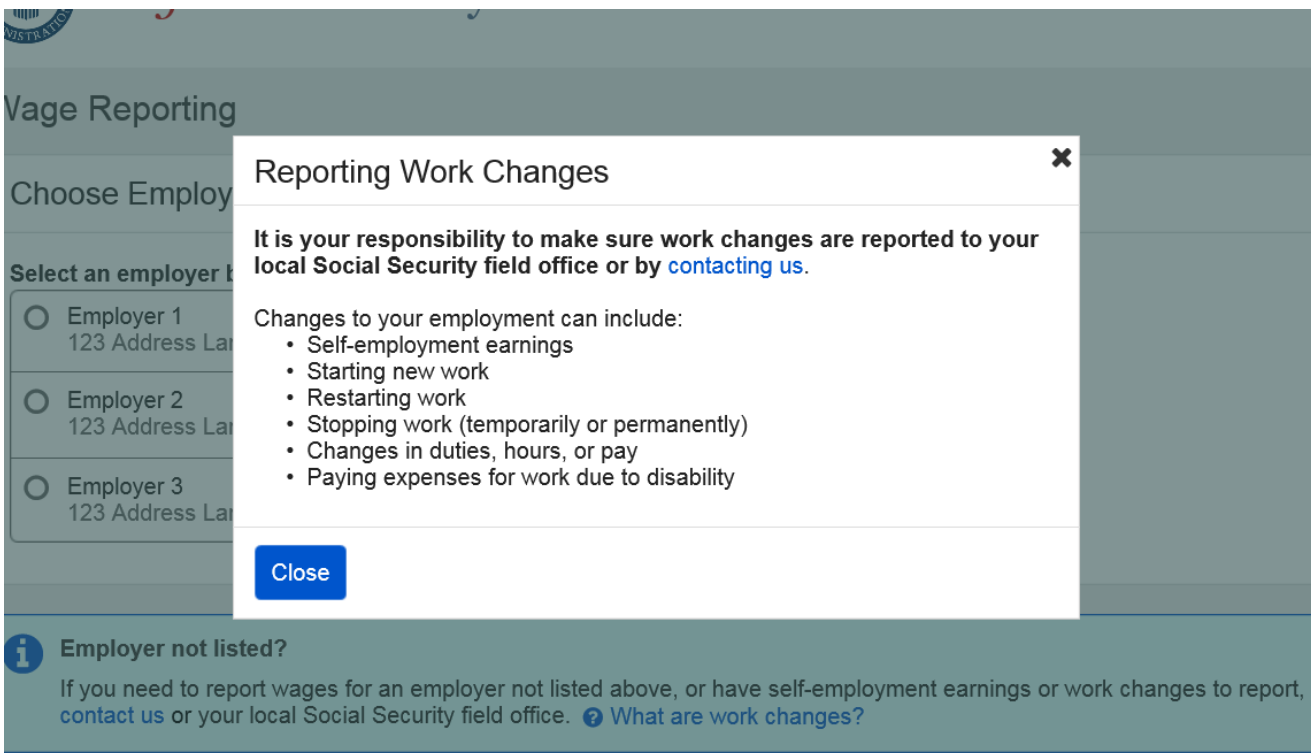 Wage Reporting
Reporting Work Changes
Choose Employ
It is your responsibility to make sure work changes are reported to your
local Social Security field office or by contacting us.
Select an employer b
Employer 1
123 Address Lan
Employer 2
123 Address Lan
Employer 3
123 Address Lan
Changes to your employment can include:
• Self-employment earnings
• Starting new work
• Restarting work
• Stopping work (temporarily or permanently)
• Changes in duties, hours, or pay
• Paying expenses for work due to disability
Close
Employer not listed?
If you need to report wages for an employer not listed above, or have self-employment earnings or work changes to report,
contact us or your local Social Security field office. What are work changes?